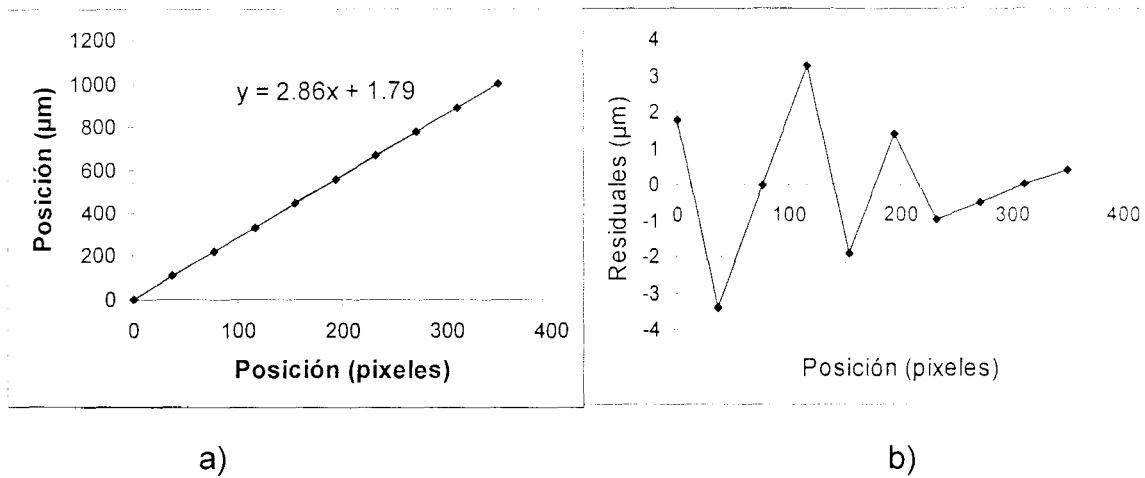 1200
1000
800
600
400
200
0
y = 2.86x + 1.79
Posición (µm)
0 100 200 300 400
Posición (pixeles)
a)
4
3
2
1
0
-1
-2
-3
-4
Residuales (µm)
0 100 200 300 400
Posición (pixeles)
b)